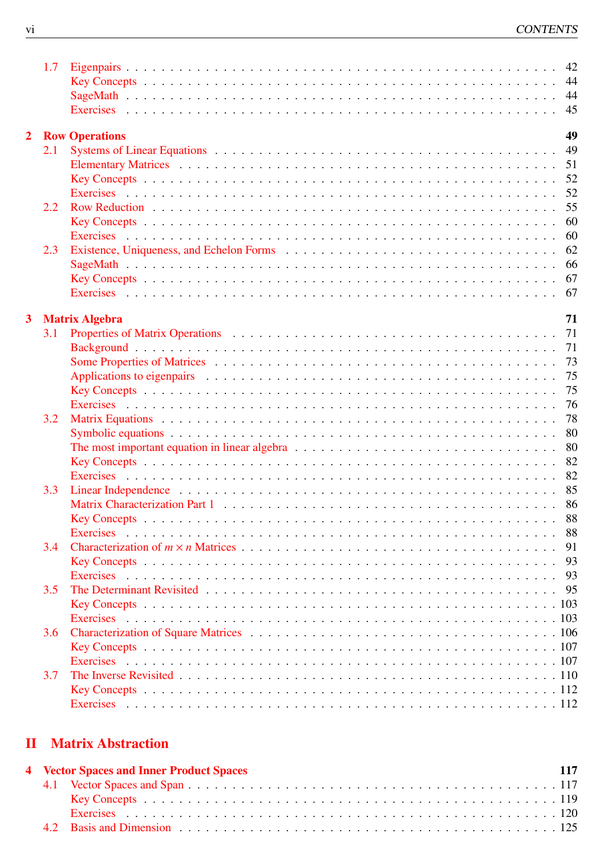 vi CONTENTS
1.7 Eigenpairs . . . . . . . . . . . . . . . . . . . . 42
Key Concepts . . . . . . . . . . . . . . . . . . . . 44
SageMath . . . . . . . . . . . . . . . . . . . . 44
Exercises . . . . . . . . . . . . . . . . . . . . 45
2 Row Operations 49
2.1 Systems of Linear Equations . . . . . . . . . . . . . . . . . . . . 49
Elementary Matrices . . . . . . . . . . . . . . . . . . . . 51
Key Concepts . . . . . . . . . . . . . . . . . . . . 52
Exercises . . . . . . . . . . . . . . . . . . . . 52
2.2 Row Reduction . . . . . . . . . . . . . . . . . . . . 55
Key Concepts . . . . . . . . . . . . . . . . . . . . 60
Exercises . . . . . . . . . . . . . . . . . . . . 60
2.3 Existence, Uniqueness, and Echelon Forms . . . . . . . . . . . . . . . . . . . . 62
SageMath . . . . . . . . . . . . . . . . . . . . 66
Key Concepts . . . . . . . . . . . . . . . . . . . . 67
Exercises . . . . . . . . . . . . . . . . . . . . 67
3 Matrix Algebra 71
3.1 Properties of Matrix Operations . . . . . . . . . . . . . . . . . . . . 71
Background . . . . . . . . . . . . . . . . . . . . 71
Some Properties of Matrices . . . . . . . . . . . . . . . . . . . . 73
Applications to eigenpairs . . . . . . . . . . . . . . . . . . . . 75
Key Concepts . . . . . . . . . . . . . . . . . . . . 75
Exercises . . . . . . . . . . . . . . . . . . . . 76
3.2 Matrix Equations . . . . . . . . . . . . . . . . . . . . 78
Symbolic equations . . . . . . . . . . . . . . . . . . . . 80
The most important equation in linear algebra . . . . . . . . . . . . . . . . . . . . 80
Key Concepts . . . . . . . . . . . . . . . . . . . . 82
Exercises . . . . . . . . . . . . . . . . . . . . 82
3.3 Linear Independence . . . . . . . . . . . . . . . . . . . . 85
Matrix Characterization Part 1 . . . . . . . . . . . . . . . . . . . . 86
Key Concepts . . . . . . . . . . . . . . . . . . . . 88
Exercises . . . . . . . . . . . . . . . . . . . . 88
3.4 Characterization of m × n Matrices . . . . . . . . . . . . . . . . . . . . 91
Key Concepts . . . . . . . . . . . . . . . . . . . . 93
Exercises . . . . . . . . . . . . . . . . . . . . 93
3.5 The Determinant Revisited . . . . . . . . . . . . . . . . . . . . 95
Key Concepts . . . . . . . . . . . . . . . . . . . . 103
Exercises . . . . . . . . . . . . . . . . . . . . 103
3.6 Characterization of Square Matrices . . . . . . . . . . . . . . . . . . . . 106
Key Concepts . . . . . . . . . . . . . . . . . . . . 107
Exercises . . . . . . . . . . . . . . . . . . . . 107
3.7 The Inverse Revisited . . . . . . . . . . . . . . . . . . . . 110
Key Concepts . . . . . . . . . . . . . . . . . . . . 112
Exercises . . . . . . . . . . . . . . . . . . . . 112
II Matrix Abstraction
4 Vector Spaces and Inner Product Spaces 117
4.1 Vector Spaces and Span . . . . . . . . . . . . . . . . . . . . 117
Key Concepts . . . . . . . . . . . . . . . . . . . . 119
Exercises . . . . . . . . . . . . . . . . . . . . 120
4.2 Basis and Dimension . . . . . . . . . . . . . . . . . . . . 125